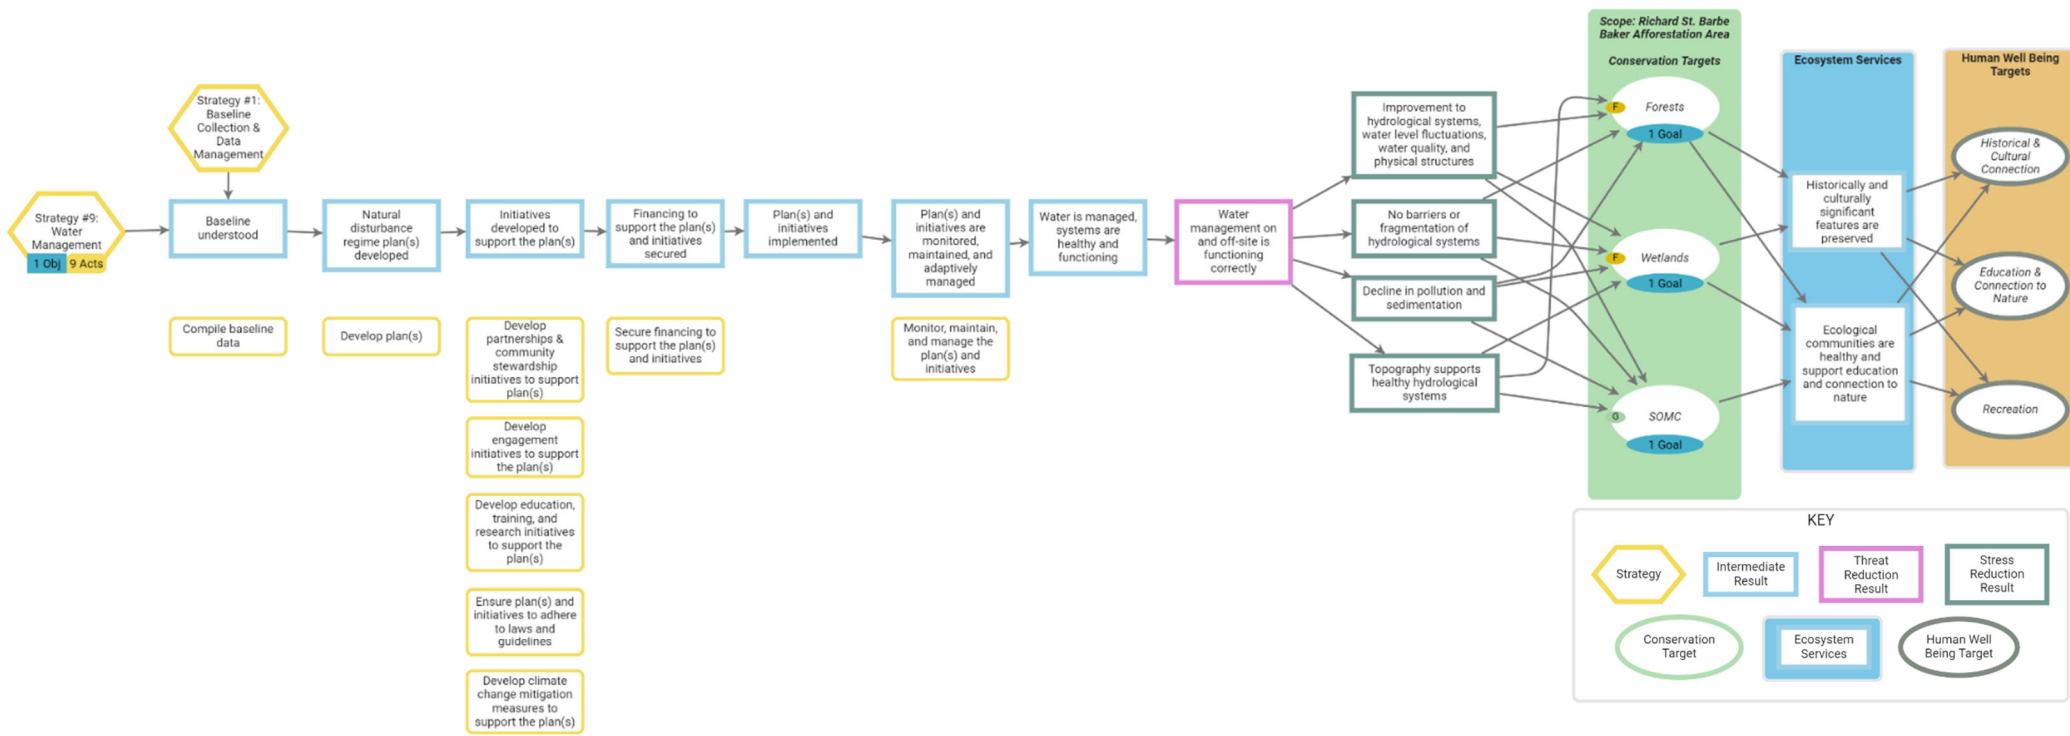 Strategy #1:
Baseline
Collection &
Data
Management
Strategy #9:
Water
Management
1 Obj
9 Acts
Baseline
understood
Natural
disturbance
regime plan(s)
developed
Initiatives
developed to
support the plan(s)
Financing to
support the plan(s)
and initiatives
secured
Plan(s) and
initiatives
implemented
Plan(s) and
initiatives are
monitored,
maintained, and
adaptively
managed
Water is managed,
systems are
healthy and
functioning
Water
management on
and off-site is
functioning
correctly
Compile baseline
data
Develop plan(s)
Develop
partnerships &
community
stewardship
initiatives to support
plan(s)
Develop
engagement
initiatives to support
the plan(s)
Develop education,
training, and
research initiatives
to support the
plan(s)
Ensure plan(s) and
initiatives to adhere
to laws and
guidelines
Develop climate
change mitigation
measures to
support the plan(s)
Secure financing to
support the plan(s)
and initiatives
Monitor, maintain,
and manage the
plan(s) and
initiatives
Improvement to
hydrological systems,
water level fluctuations,
water quality, and
physical structures
No barriers or
fragmentation of
hydrological systems
Decline in pollution and
sedimentation
Topography supports
healthy hydrological
systems
Scope: Richard St. Barbe
Baker Afforestation Area
Conservation Targets
F
Forests
1 Goal
F
Wetlands
1 Goal
G
SOMC
1 Goal
Ecosystem Services
Historically and
culturally
significant
features are
preserved
Ecological
communities are
healthy and
support education
and connection to
nature
Human Well Being
Targets
Historical &
Cultural
Connection
Education &
Connection to
Nature
Recreation
KEY
Strategy
Intermediate
Result
Threat
Reduction
Result
Stress
Reduction
Result
Conservation
Target
Ecosystem
Services
Human Well
Being Target